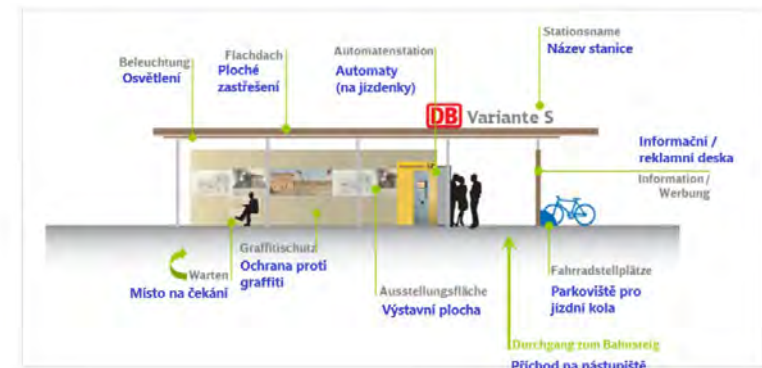 Stationsname
Název stanice
Automatenstation
Automaty
(na jízdenky)
Flachdach
Ploché
zastřešení
Beleuchtung
Osvětlení
DB Variante S
Informační /
reklamní deska
Information /
Werbung
Graffitischutz
Ochrana proti
graffiti
Warten
Místo na čekání
Ausstellungsfläche
Výstavní plocha
Fahrradstellplätze
Parkoviště pro
jízdní kola
Durchgang zum Bahnsteig
Příchod na nástupiště